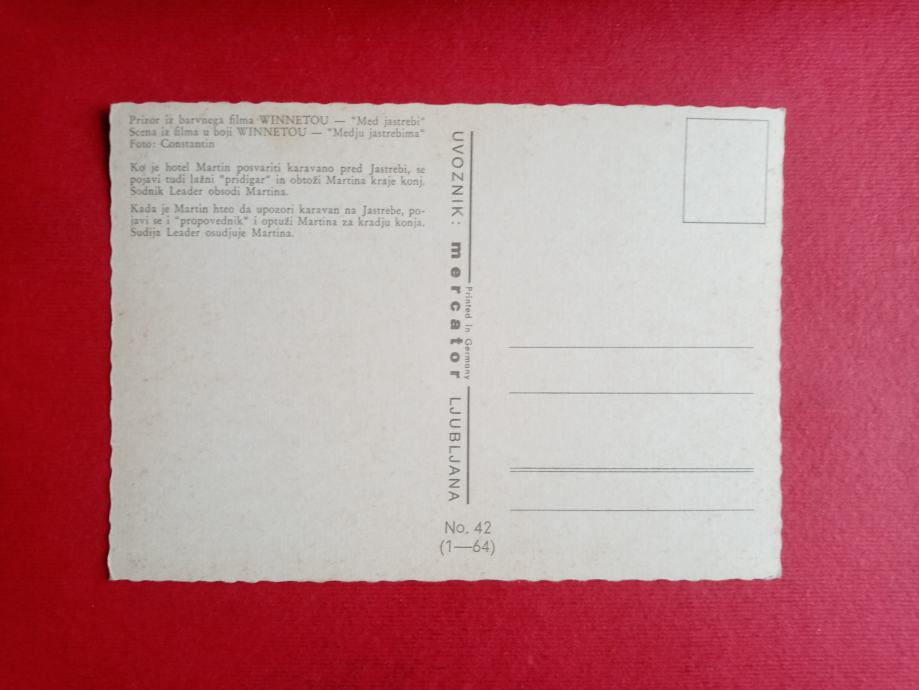 Prizor iz barvnega filma WINNETOU — "Med jastrebi"
Scena iz filma u boji WINNETOU — "Medju jastrebima"
Foto: Constantin
Ko je hotel Martin posvariti karavano pred Jastrebi, se
pojavi tudi lažni "pridigar" in obtoži Martina kraje konj.
Sodnik Leader obsodi Martina.
Kada je Martin hteo da upozori karavan na Jastrebe, po-
javi se i "propovednik" i optuži Martina za kradju konja.
Sudija Leader osudjuje Martina.
UVOZNIK: mercator LJUBLJANA
Printed in Germany
No. 42
(1—64)